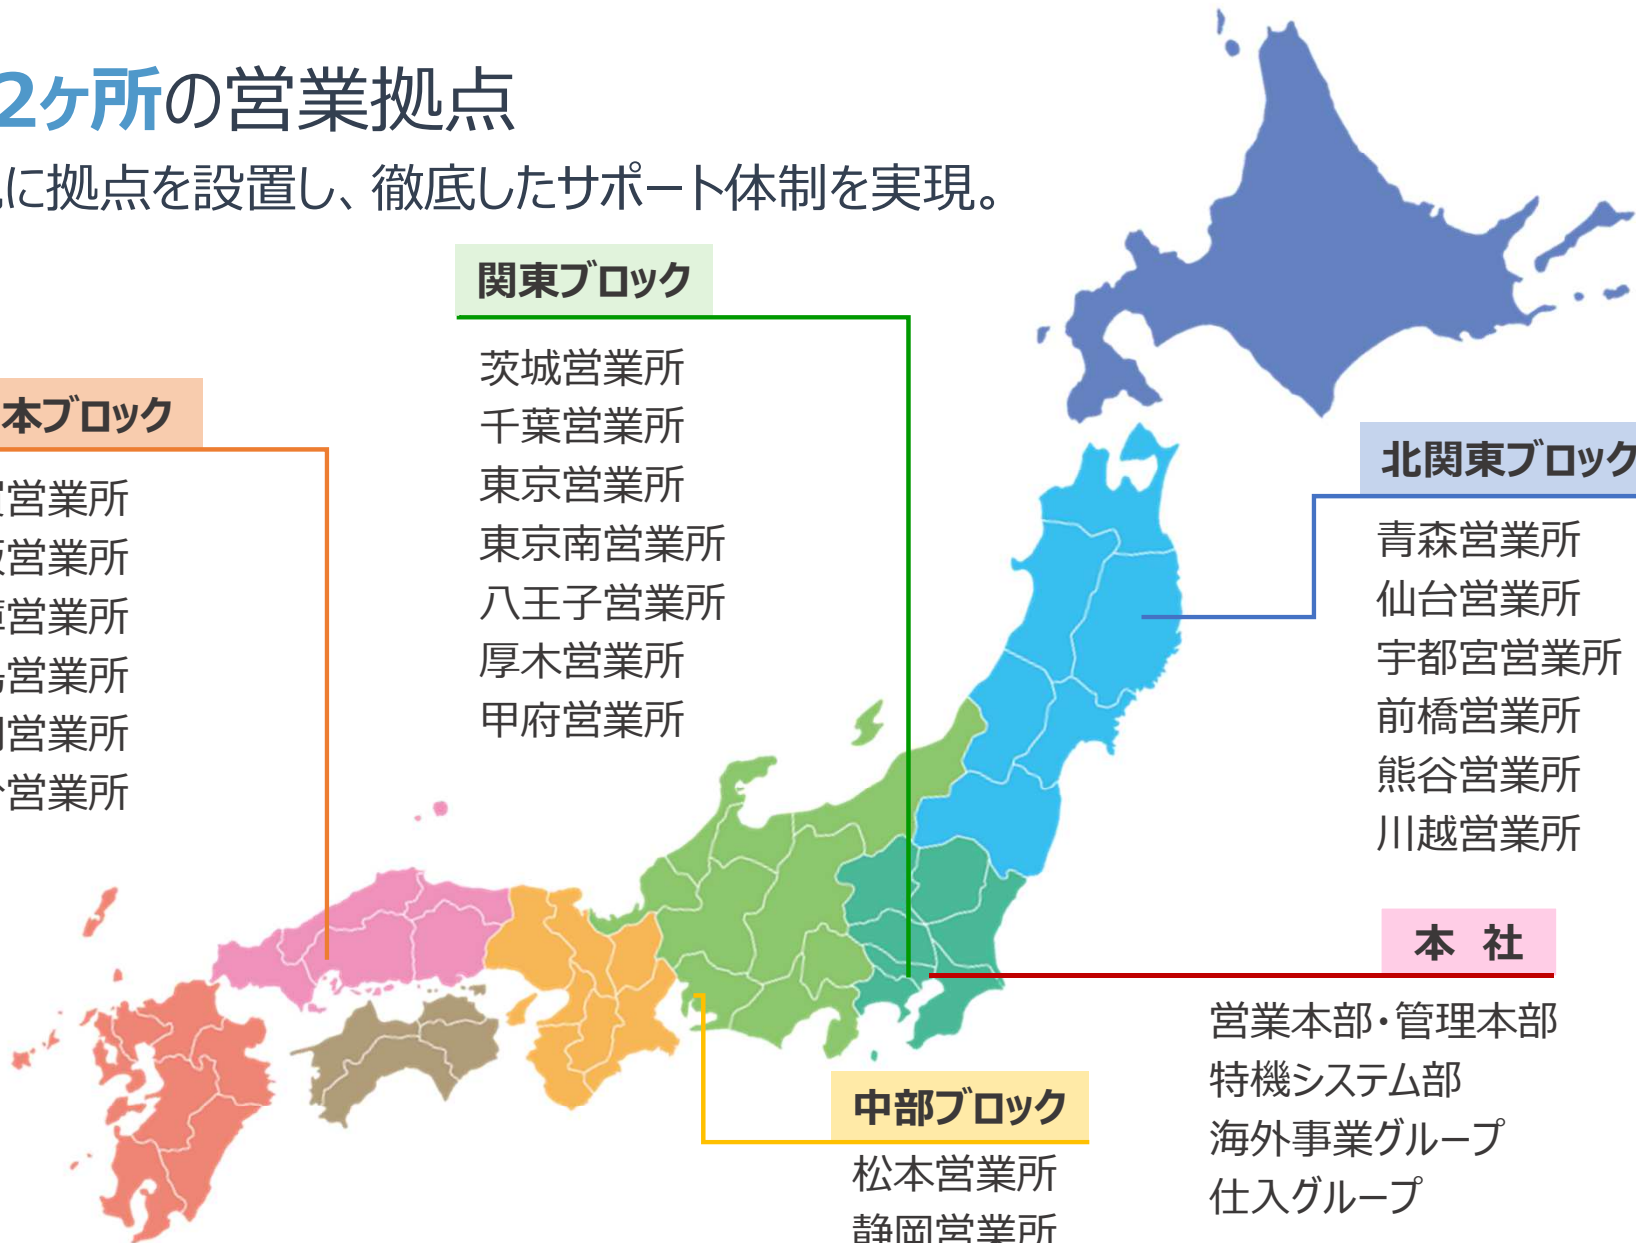 2ヶ所の営業拠点
に拠点を設置し、徹底したサポート体制を実現。
関東ブロック
茨城営業所
千葉営業所
東京営業所
東京南営業所
八王子営業所
厚木営業所
甲府営業所
本ブロック
営業所
営業所
営業所
営業所
営業所
営業所
北関東ブロック
青森営業所
仙台営業所
宇都宮営業所
前橋営業所
熊谷営業所
川越営業所
本 社
営業本部・管理本部
特機システム部
海外事業グループ
仕入グループ
中部ブロック
松本営業所
静岡営業所